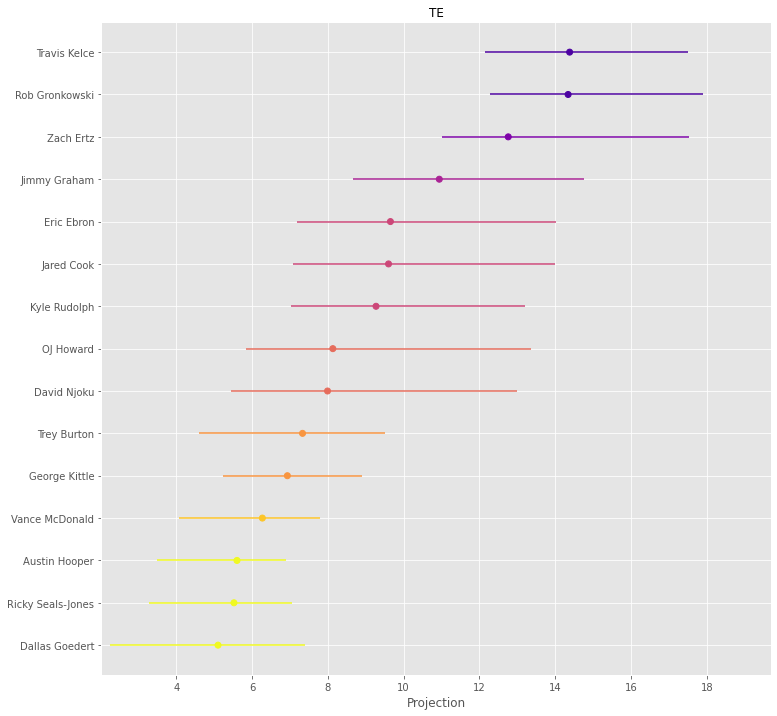 TE
Travis Kelce
Rob Gronkowski
Zach Ertz
Jimmy Graham
Eric Ebron
Jared Cook
Kyle Rudolph
OJ Howard
David Njoku
Trey Burton
George Kittle
Vance McDonald
Austin Hooper
Ricky Seals-Jones
Dallas Goedert
4 6 8 10 12 14 16 18
Projection